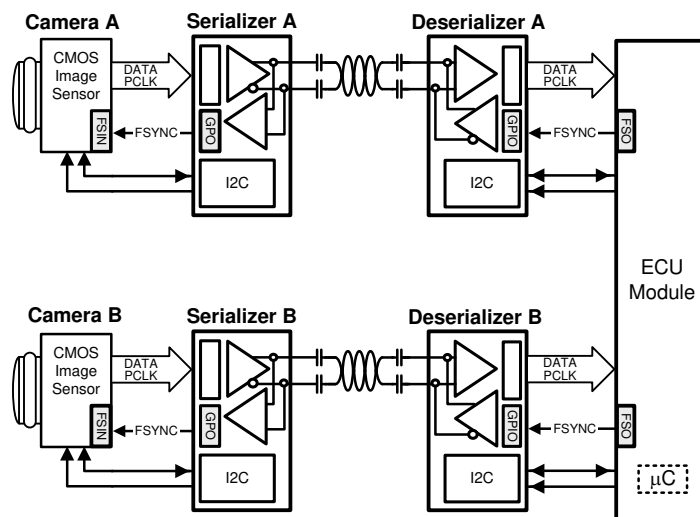 Camera A
Serializer A
Deserializer A
CMOS
Image
Sensor
DATA
PCLK
DATA
PCLK
FSIN
FSYNC
GPO
GPIO
FSYNC
FSO
I2C
I2C
ECU
Module
Camera B
Serializer B
Deserializer B
CMOS
Image
Sensor
DATA
PCLK
DATA
PCLK
FSIN
FSYNC
GPO
GPIO
FSYNC
FSO
I2C
I2C
μC